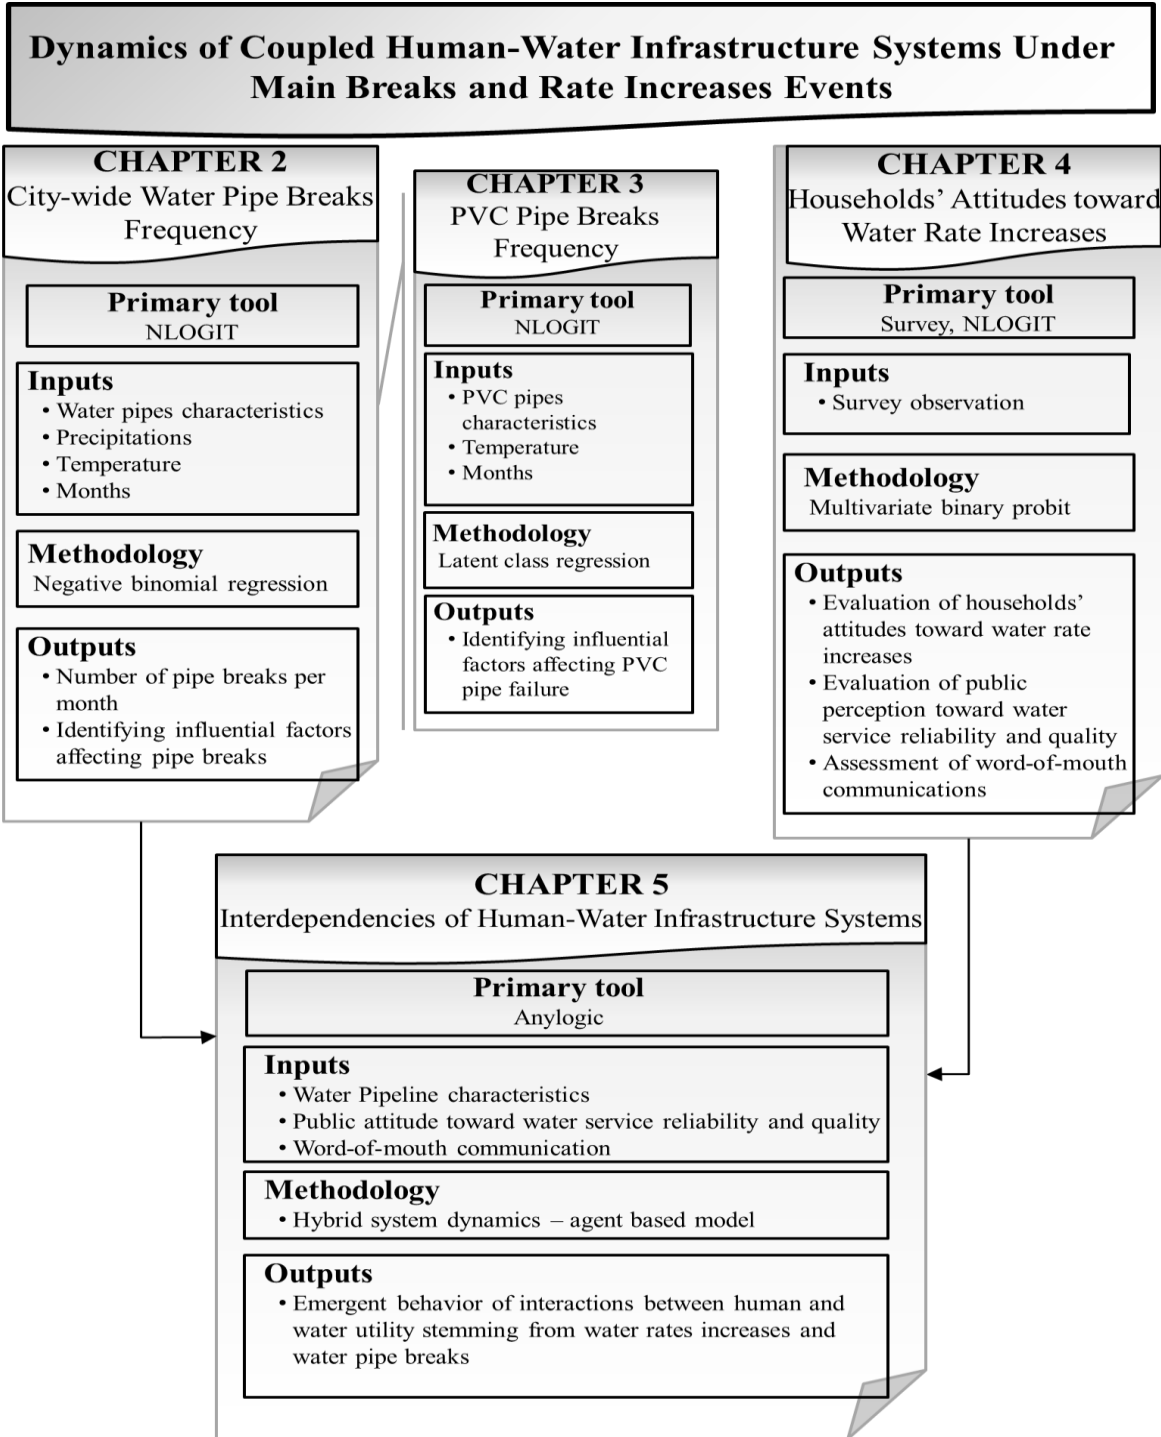 Dynamics of Coupled Human-Water Infrastructure Systems Under
Main Breaks and Rate Increases Events
CHAPTER 2
City-wide Water Pipe Breaks
Frequency
Primary tool
NLOGIT
Inputs
• Water pipes characteristics
• Precipitations
• Temperature
• Months
Methodology
Negative binomial regression
Outputs
• Number of pipe breaks per
month
• Identifying influential factors
affecting pipe breaks
CHAPTER 3
PVC Pipe Breaks
Frequency
Primary tool
NLOGIT
Inputs
• PVC pipes
characteristics
• Temperature
• Months
Methodology
Latent class regression
Outputs
• Identifying influential
factors affecting PVC
pipe failure
CHAPTER 4
Households’ Attitudes toward
Water Rate Increases
Primary tool
Survey, NLOGIT
Inputs
• Survey observation
Methodology
Multivariate binary probit
Outputs
• Evaluation of households’
attitudes toward water rate
increases
• Evaluation of public
perception toward water
service reliability and quality
• Assessment of word-of-mouth
communications
CHAPTER 5
Interdependencies of Human-Water Infrastructure Systems
Primary tool
Anylogic
Inputs
• Water Pipeline characteristics
• Public attitude toward water service reliability and quality
• Word-of-mouth communication
Methodology
• Hybrid system dynamics – agent based model
Outputs
• Emergent behavior of interactions between human and
water utility stemming from water rates increases and
water pipe breaks